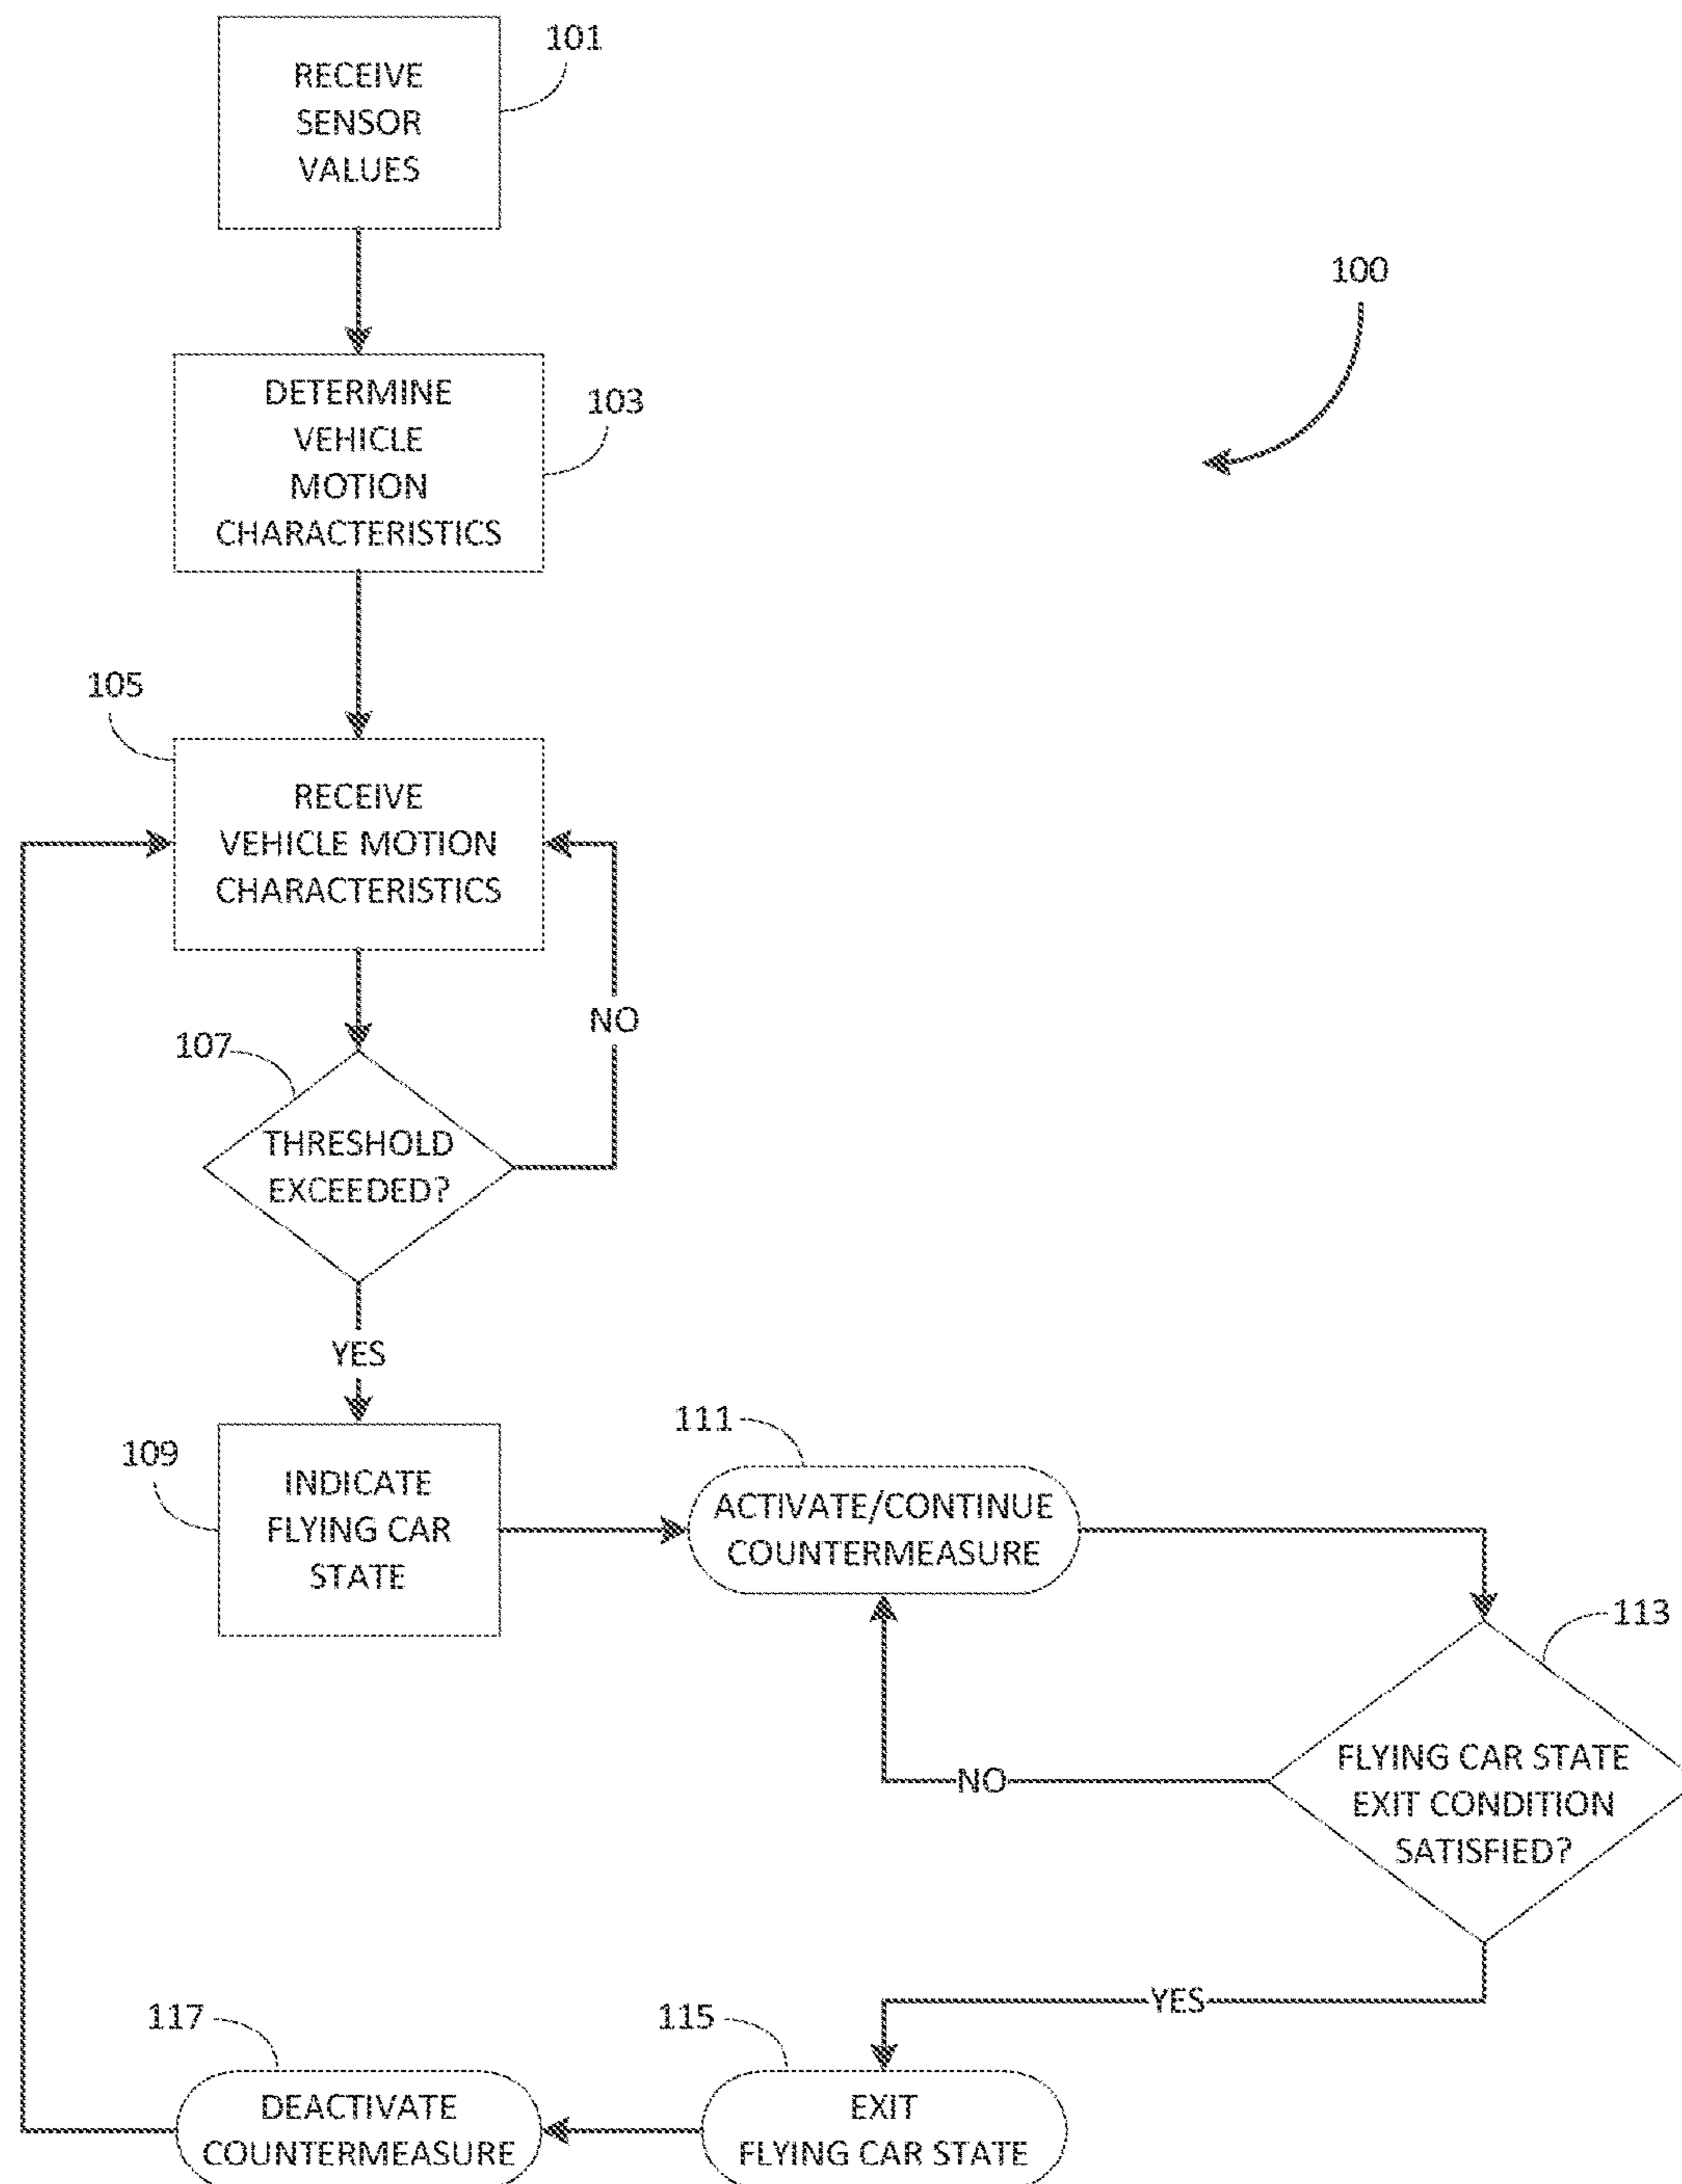 101
RECEIVE
SENSOR
VALUES
100
103
DETERMINE
VEHICLE
MOTION
CHARACTERISTICS
105
RECEIVE
VEHICLE MOTION
CHARACTERISTICS
NO
107
THRESHOLD
EXCEEDED?
YES
109
INDICATE
FLYING CAR
STATE
111
ACTIVATE/CONTINUE
COUNTERMEASURE
113
FLYING CAR STATE
EXIT CONDITION
SATISFIED?
NO
YES
115
EXIT
FLYING CAR STATE
117
DEACTIVATE
COUNTERMEASURE